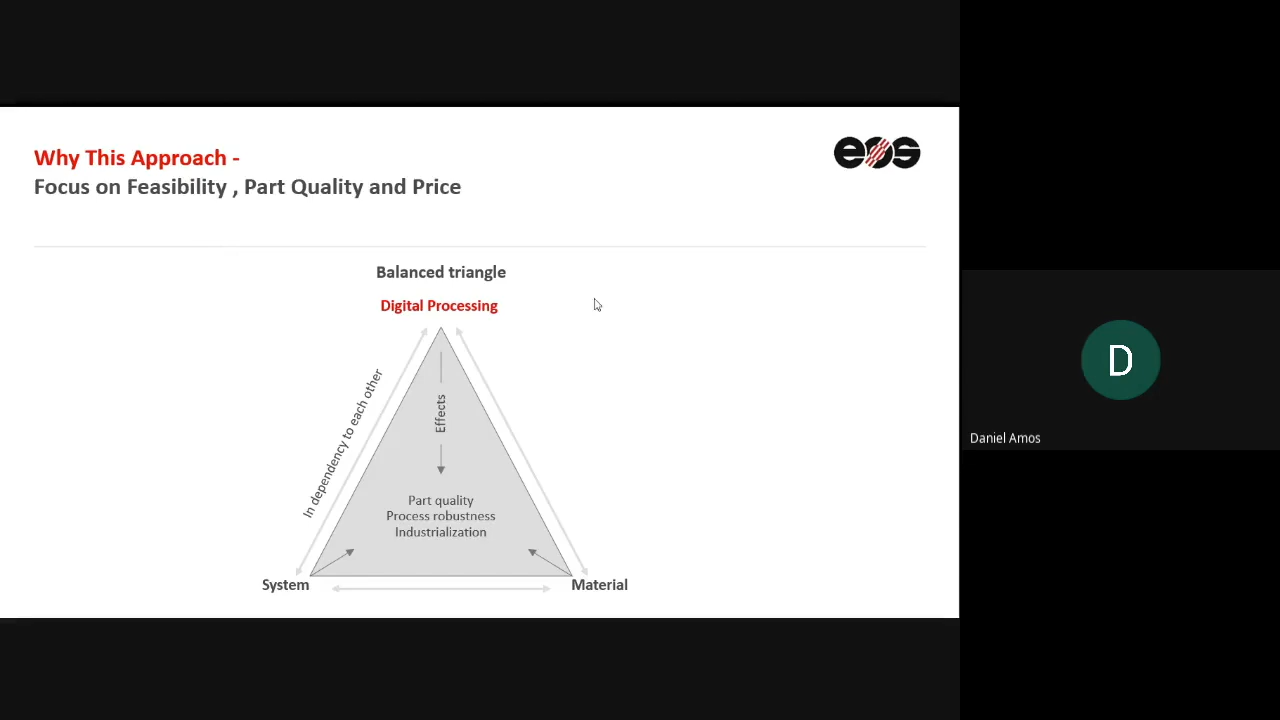 Why This Approach -
eos
Focus on Feasibility , Part Quality and Price
Balanced triangle
Digital Processing
In dependency to each other
Effects
Part quality
Process robustness
Industrialization
System
Material
D
Daniel Amos